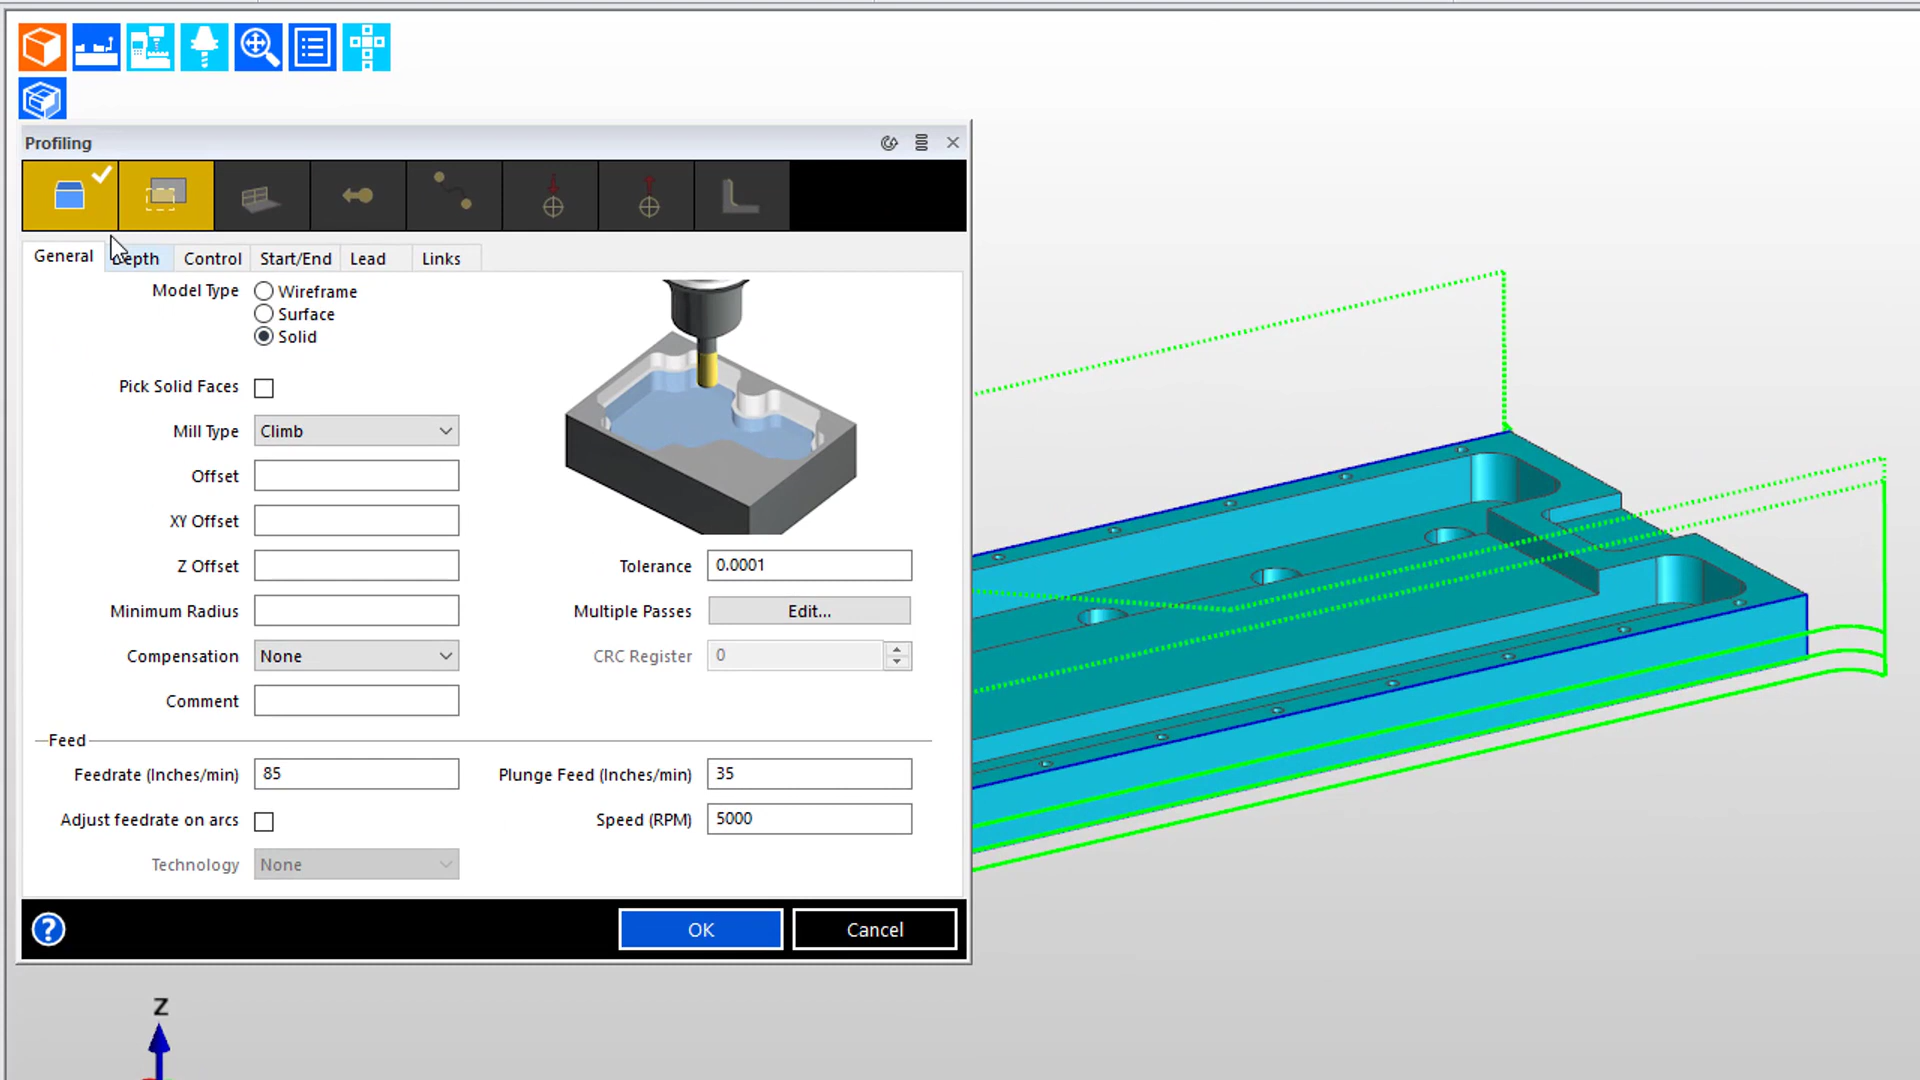 Profiling
General Depth Control Start/End Lead Links
Model Type Wireframe
Surface
Solid
Pick Solid Faces
Mill Type Climb
Offset
XY Offset
Z Offset Tolerance 0.0001
Minimum Radius Multiple Passes Edit...
Compensation None CRC Register 0
Comment
Feed
Feedrate (Inches/min) 85 Plunge Feed (Inches/min) 35
Adjust feedrate on arcs Speed (RPM) 5000
Technology None
? OK Cancel
Z